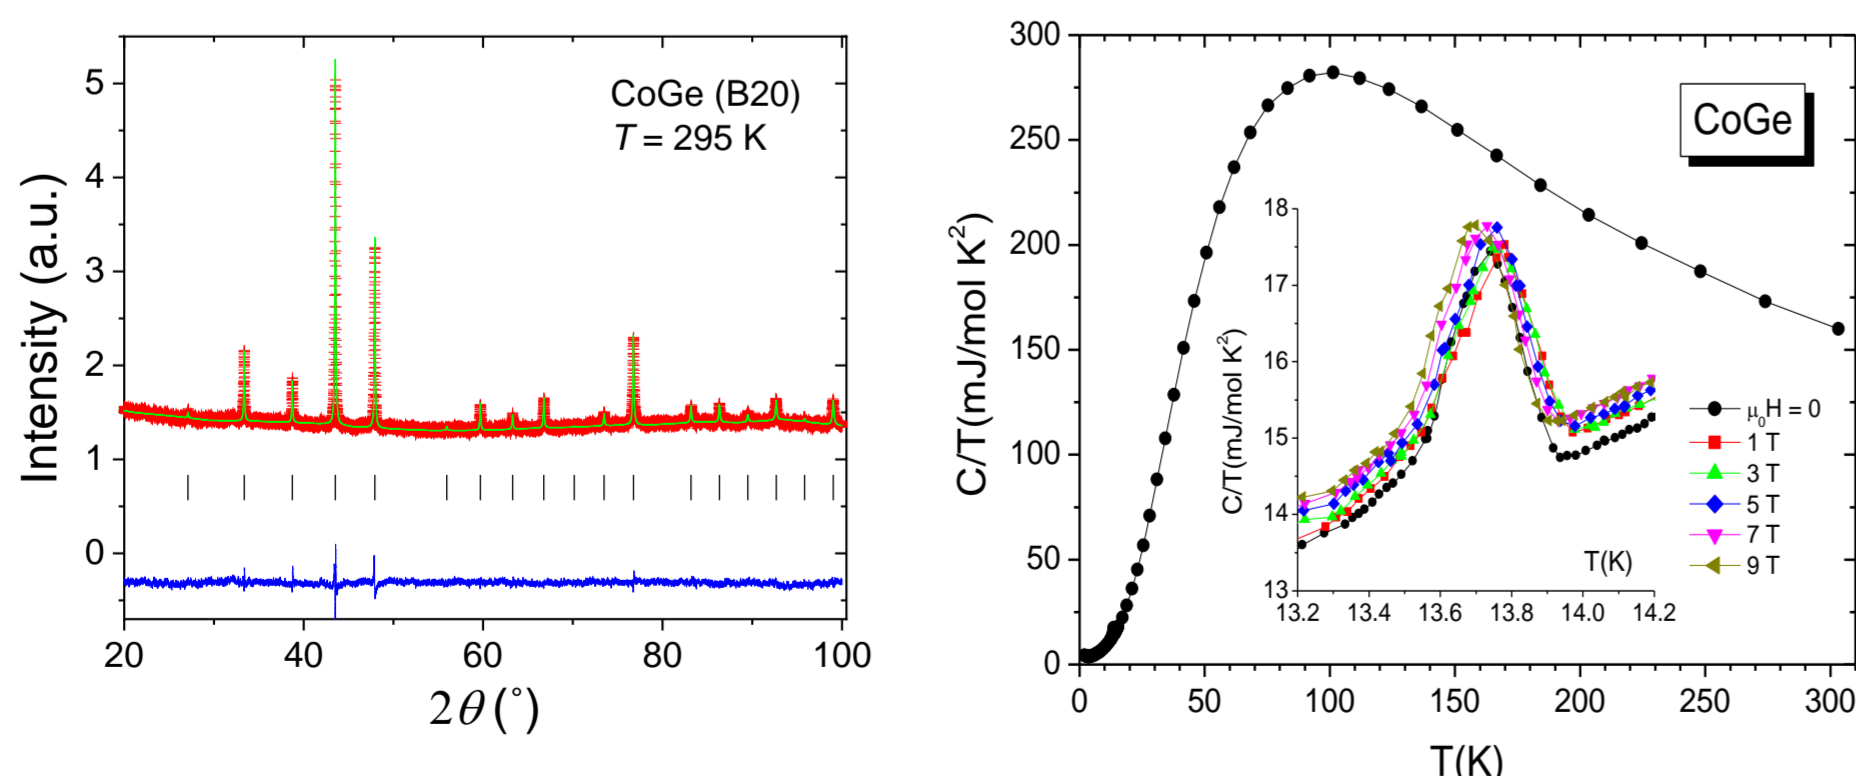 Intensity (a.u.)
5
4
3
2
1
0
CoGe (B20)
T = 295 K
20 40 60 80 100
2θ (°)
C/T(mJ/mol K²)
300
250
200
150
100
50
0
CoGe
C/T(mJ/mol K²)
18
17
16
15
14
13
T(K)
13.2 13.4 13.6 13.8 14.0 14.2
μ₀H = 0
1 T
3 T
5 T
7 T
9 T
0 50 100 150 200 250 300
T(K)